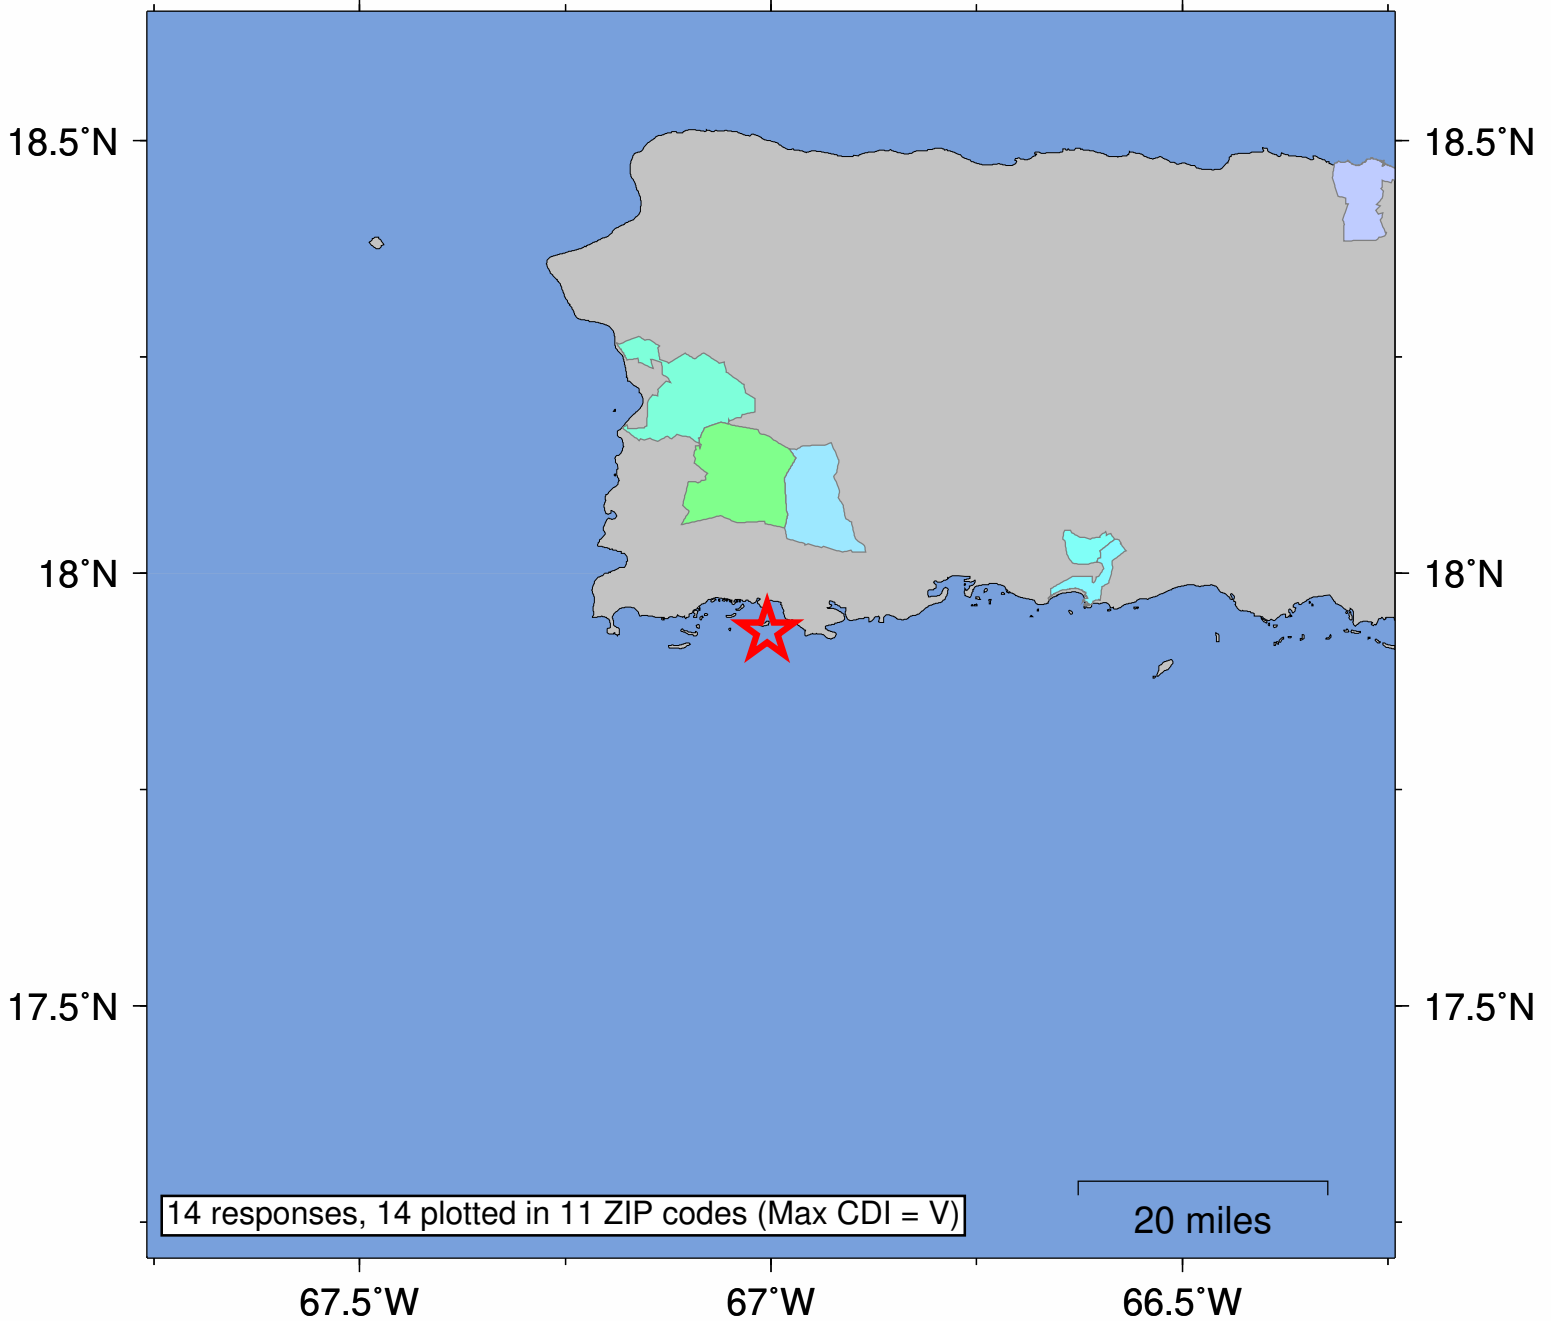 18.5°N 18.5°N
18°N 18°N
17.5°N 17.5°N
14 responses, 14 plotted in 11 ZIP codes (Max CDI = V)
20 miles
67.5°W 67°W 66.5°W